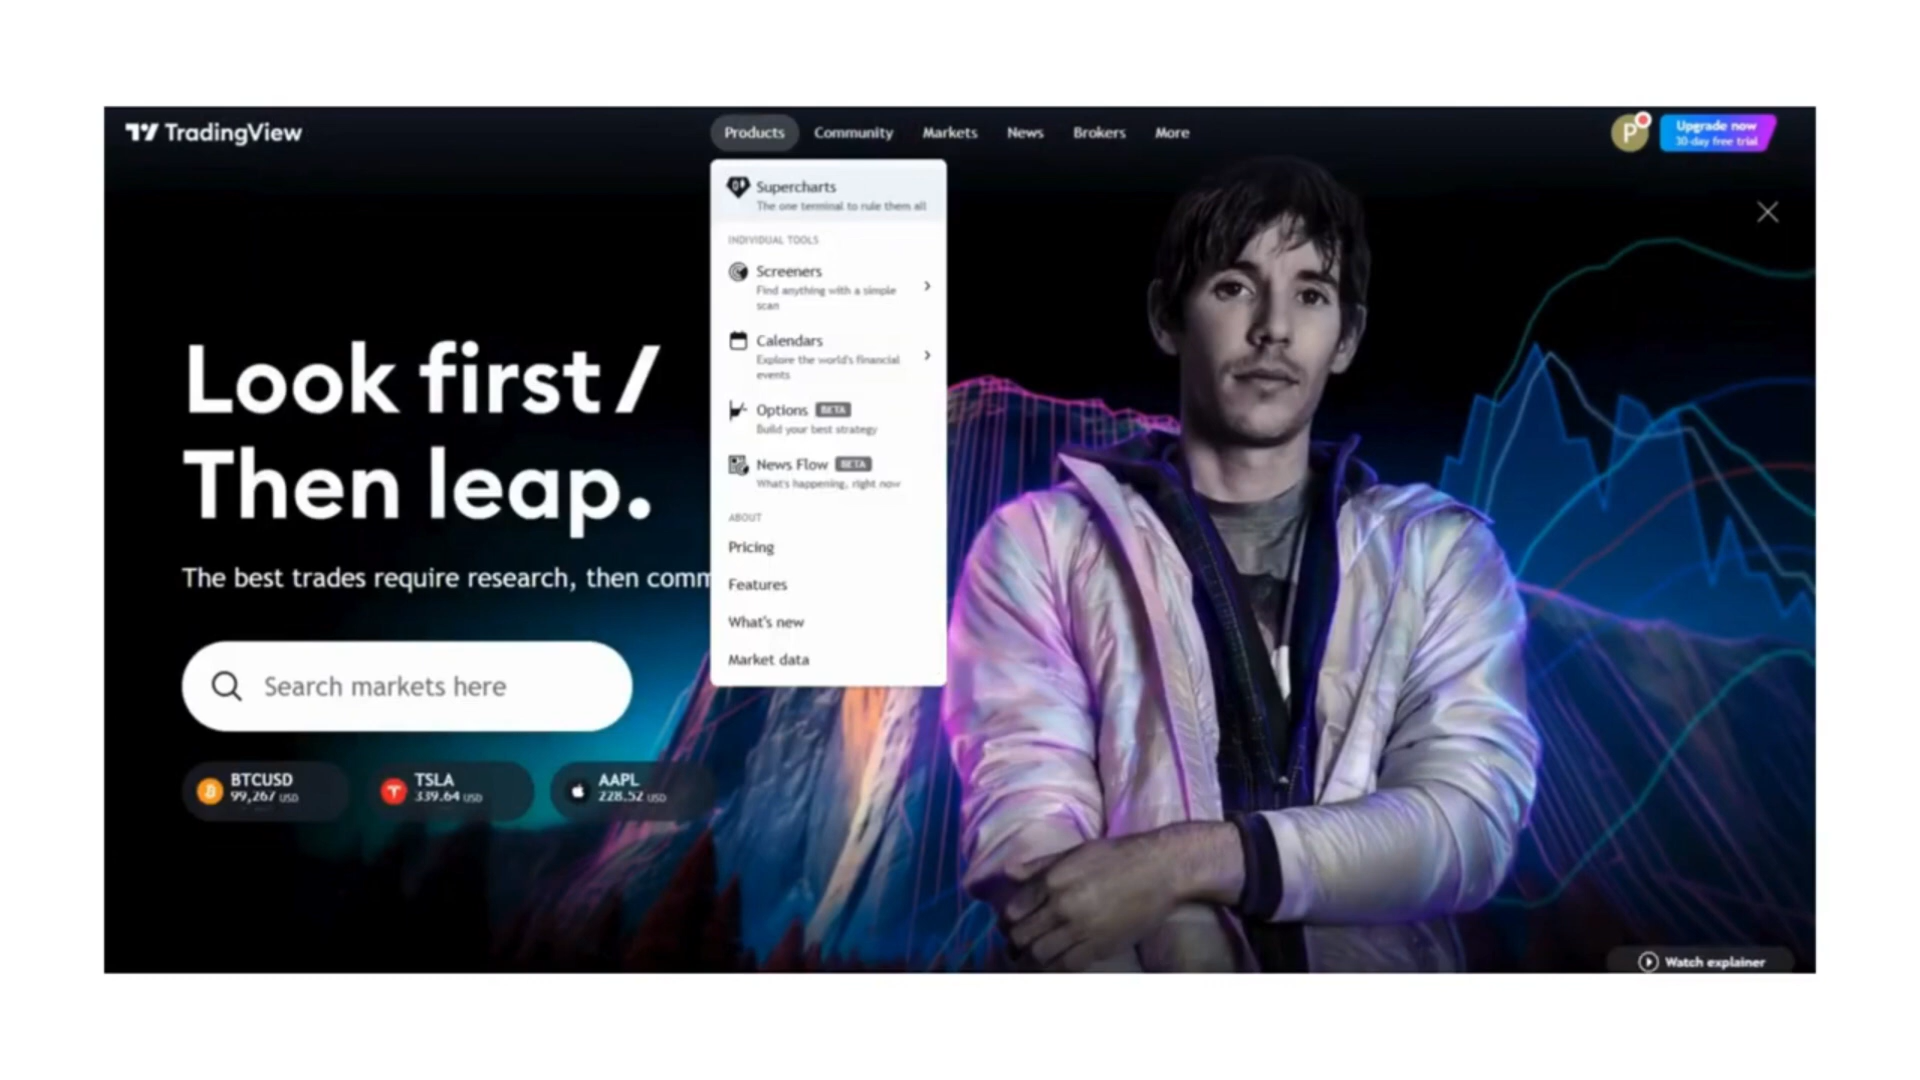 TradingView
Products
Community
Markets
News
Brokers
More
P
Upgrade now
30-day free trial
Supercharts
The one terminal to rule them all
INDIVIDUAL TOOLS
Screeners
Find anything with a simple
scan
Calendars
Explore the world's financial
events
Options BETA
Build your best strategy
News Flow BETA
What's happening, right now
ABOUT
Pricing
Features
What's new
Market data
Look first/
Then leap.
The best trades require research, then comm
Search markets here
BTCUSD
99,267 USD
TSLA
339.64 USD
AAPL
228.52 USD
Watch explainer